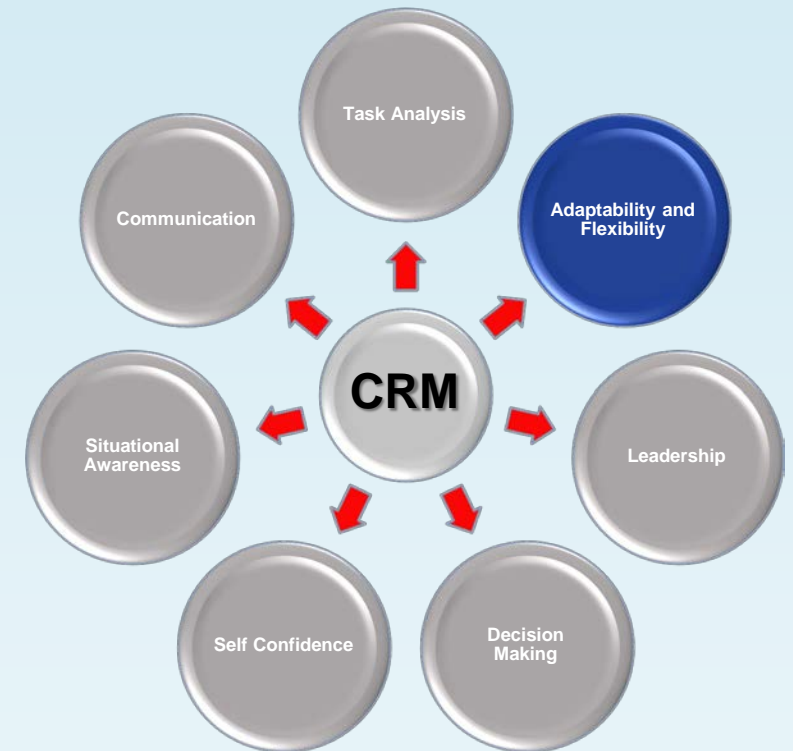 Task Analysis
Communication
Adaptability and
Flexibility
CRM
Situational
Awareness
Leadership
Self Confidence
Decision
Making